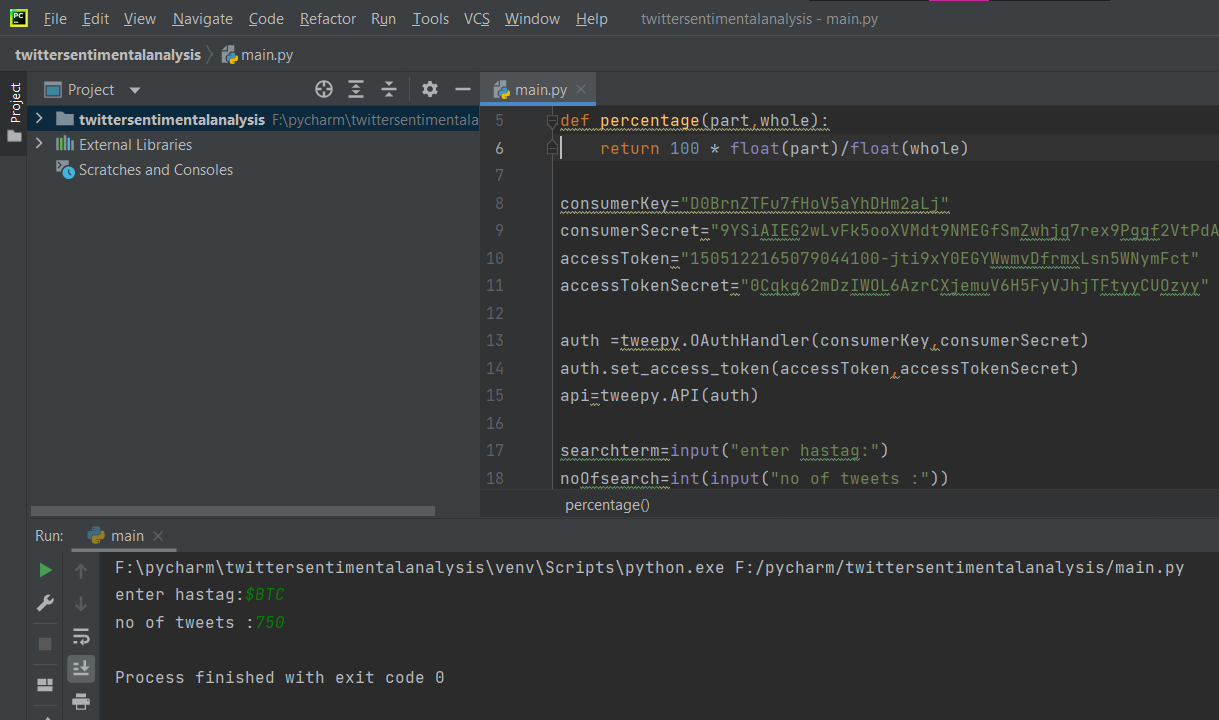 PC File Edit View Navigate Code Refactor Run Tools VCS Window Help twittersentimentalanalysis - main.py
twittersentimentalanalysis main.py
Project
Project main.py
twittersentimentalanalysis F:\pycharm\twittersentimentala
External Libraries
Scratches and Consoles
5 def percentage(part,whole):
6 return 100 * float(part)/float(whole)
7
8 consumerKey="D0BrnZTFu7fHoV5aYhDHm2aLj"
9 consumerSecret="9YSiAIEG2wLvFk5ooXVMdt9NMEGfSmZwhjq7rex9Pggf2VtPdA
10 accessToken="1505122165079044100-jti9xY0EGYWwmvDfrmxLsn5WNymFct"
11 accessTokenSecret="0Cqkg62mDzIWOL6AzrCXjemuV6H5FyVJhjTFtyyCUOzyy"
12
13 auth =tweepy.OAuthHandler(consumerKey,consumerSecret)
14 auth.set_access_token(accessToken,accessTokenSecret)
15 api=tweepy.API(auth)
16
17 searchterm=input("enter hastag:")
18 noOfsearch=int(input("no of tweets :"))
percentage()
Run: main
F:\pycharm\twittersentimentalanalysis\venv\Scripts\python.exe F:/pycharm/twittersentimentalanalysis/main.py
enter hastag:$BTC
no of tweets :750
Process finished with exit code 0